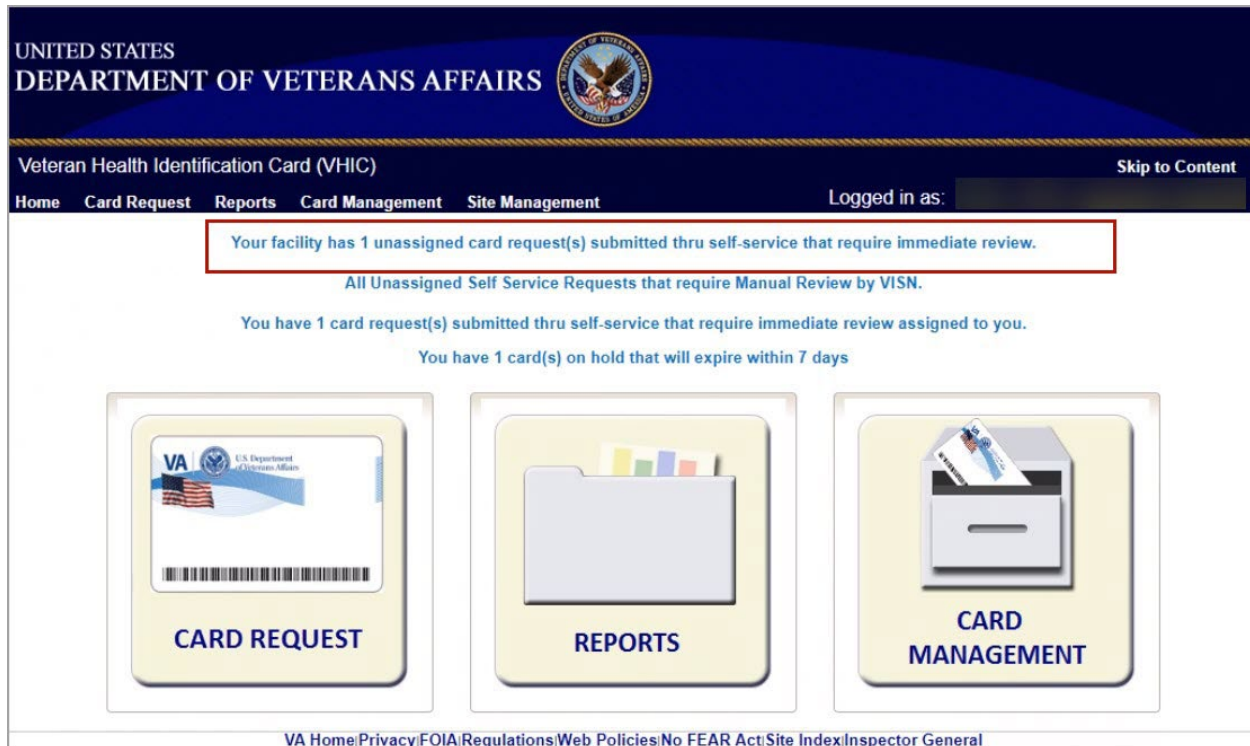 UNITED STATES
DEPARTMENT OF VETERANS AFFAIRS
Veteran Health Identification Card (VHIC)
Skip to Content
Home Card Request Reports Card Management Site Management
Logged in as:
Your facility has 1 unassigned card request(s) submitted thru self-service that require immediate review.
All Unassigned Self Service Requests that require Manual Review by VISN.
You have 1 card request(s) submitted thru self-service that require immediate review assigned to you.
You have 1 card(s) on hold that will expire within 7 days
VA
U.S. Department
of Veterans Affairs
CARD REQUEST
REPORTS
CARD
MANAGEMENT
VA Home|Privacy|FOIA|Regulations|Web Policies|No FEAR Act|Site Index|Inspector General